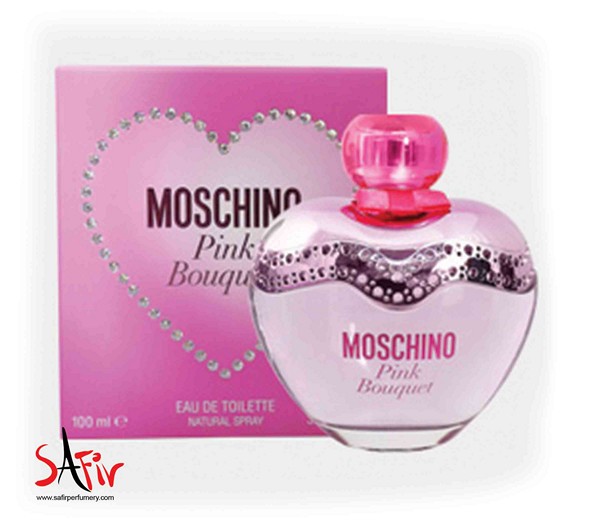 MOSCHINO
Pink
Bouquet
EAU DE TOILETTE
NATURAL SPRAY
100 ml e
MOSCHINO
Pink
Bouquet
SAFir
www.safirperfumery.com